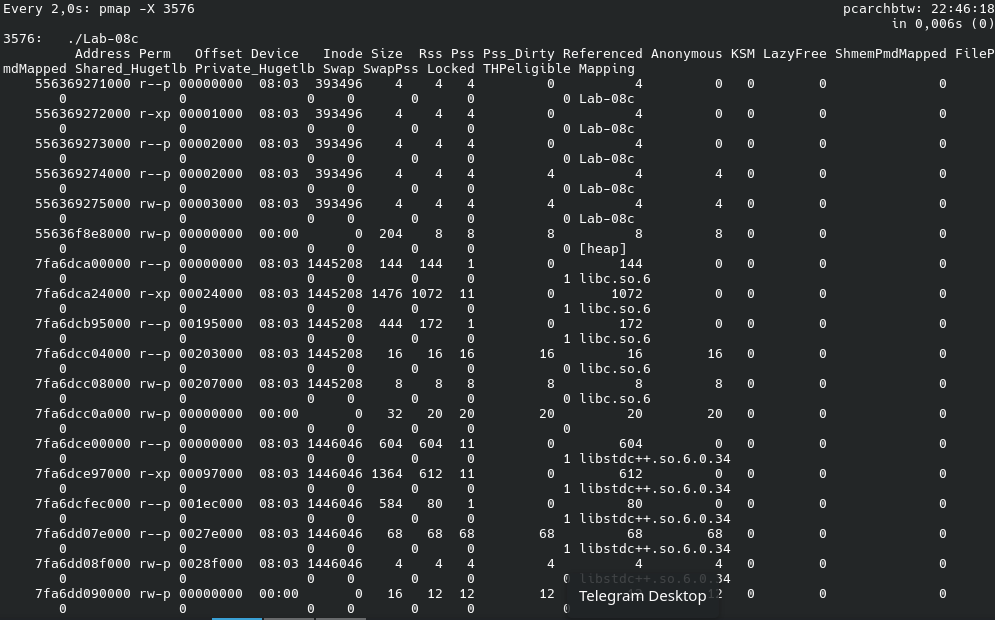 Every 2,0s: pmap -X 3576 pcarchbtw: 22:46:18
in 0,006s (0)
3576: ./Lab-08c
Address Perm Offset Device Inode Size Rss Pss Pss_Dirty Referenced Anonymous KSM LazyFree ShmemPmdMapped FileP
mdMapped Shared_Hugetlb Private_Hugetlb Swap SwapPss Locked THPeligible Mapping
556369271000 r--p 00000000 08:03 393496 4 4 4 0 4 0 0 0 0
0 0 0 0 0 0 0 Lab-08c
556369272000 r-xp 00001000 08:03 393496 4 4 4 0 4 0 0 0 0
0 0 0 0 0 0 0 Lab-08c
556369273000 r--p 00002000 08:03 393496 4 4 4 0 4 0 0 0 0
0 0 0 0 0 0 0 Lab-08c
556369274000 r--p 00002000 08:03 393496 4 4 4 4 4 4 0 0 0
0 0 0 0 0 0 0 Lab-08c
556369275000 rw-p 00003000 08:03 393496 4 4 4 4 4 4 0 0 0
0 0 0 0 0 0 0 Lab-08c
55636f8e8000 rw-p 00000000 00:00 0 204 8 8 8 8 8 0 0 0
0 0 0 0 0 0 0 [heap]
7fa6dca00000 r--p 00000000 08:03 1445208 144 144 1 0 144 0 0 0 0
0 0 0 0 0 0 1 libc.so.6
7fa6dca24000 r-xp 00024000 08:03 1445208 1476 1072 11 0 1072 0 0 0 0
0 0 0 0 0 0 1 libc.so.6
7fa6dcb95000 r--p 00195000 08:03 1445208 444 172 1 0 172 0 0 0 0
0 0 0 0 0 0 1 libc.so.6
7fa6dcc04000 r--p 00203000 08:03 1445208 16 16 16 16 16 16 0 0 0
0 0 0 0 0 0 0 libc.so.6
7fa6dcc08000 rw-p 00207000 08:03 1445208 8 8 8 8 8 8 0 0 0
0 0 0 0 0 0 0 libc.so.6
7fa6dcc0a000 rw-p 00000000 00:00 0 32 20 20 20 20 20 0 0 0
0 0 0 0 0 0 0
7fa6dce00000 r--p 00000000 08:03 1446046 604 604 11 0 604 0 0 0 0
0 0 0 0 0 0 1 libstdc++.so.6.0.34
7fa6dce97000 r-xp 00097000 08:03 1446046 1364 612 11 0 612 0 0 0 0
0 0 0 0 0 0 1 libstdc++.so.6.0.34
7fa6dcfec000 r--p 001ec000 08:03 1446046 584 80 1 0 80 0 0 0 0
0 0 0 0 0 0 1 libstdc++.so.6.0.34
7fa6dd07e000 r--p 0027e000 08:03 1446046 68 68 68 68 68 68 0 0 0
0 0 0 0 0 0 1 libstdc++.so.6.0.34
7fa6dd08f000 rw-p 0028f000 08:03 1446046 4 4 4 4 4 4 0 0 0
0 0 0 0 0 0 0 libstdc++.so.6.0.34
7fa6dd090000 rw-p 00000000 00:00 0 16 12 12 12 12 0 0 0
0 0 0 0 0 0 0
Telegram Desktop